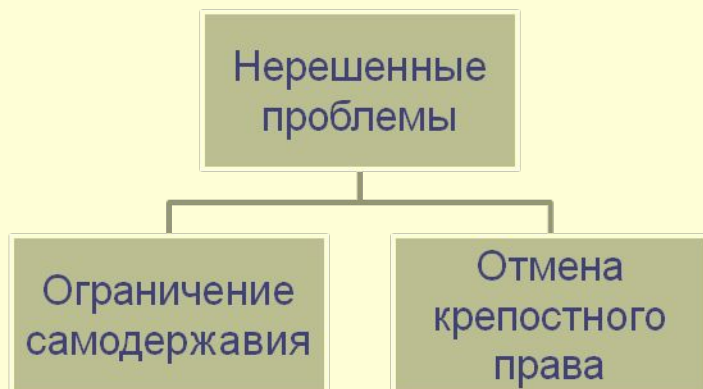 Нерешенные
проблемы
Ограничение
самодержавия
Отмена
крепостного
права